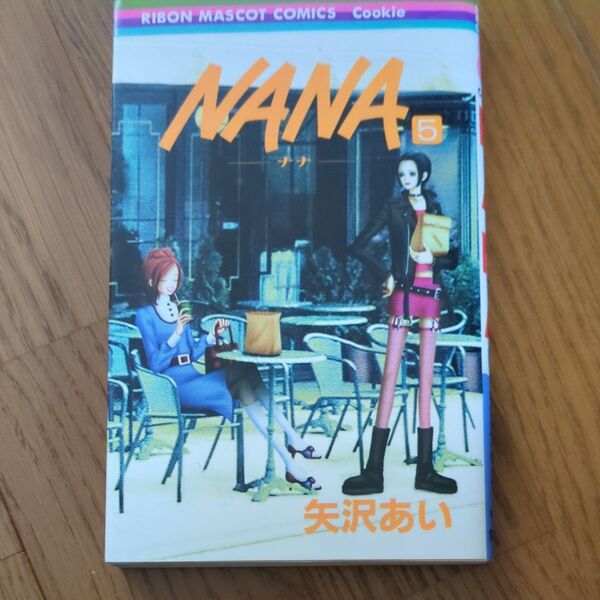 RIBON MASCOT COMICS Cookie
NANA
5
ナナ
矢沢あい